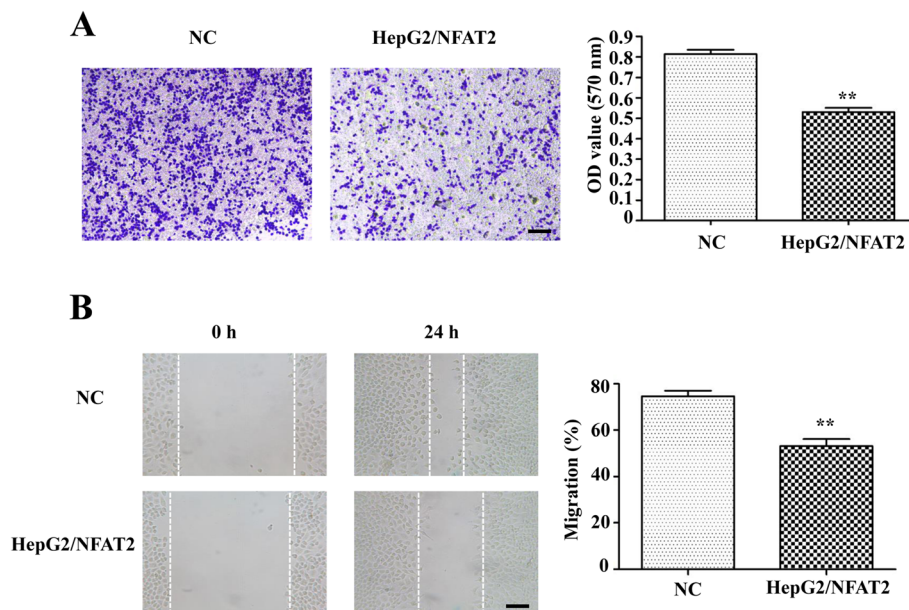 A
NC
HepG2/NFAT2
OD value (570 nm)
0.9
0.8
0.7
0.6
0.5
0.4
0.3
0.2
0.1
0
**
NC
HepG2/NFAT2
B
0 h
24 h
NC
HepG2/NFAT2
Migration (%)
80
60
40
20
0
**
NC
HepG2/NFAT2